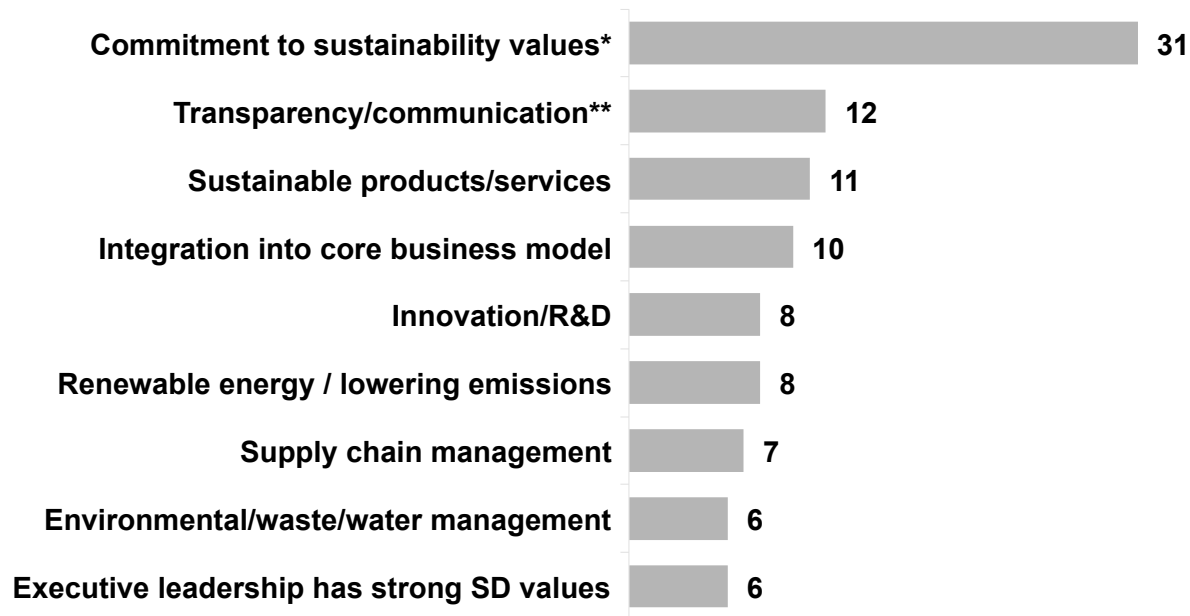 Commitment to sustainability values* 31
Transparency/communication** 12
Sustainable products/services 11
Integration into core business model 10
Innovation/R&D 8
Renewable energy / lowering emissions 8
Supply chain management 7
Environmental/waste/water management 6
Executive leadership has strong SD values 6